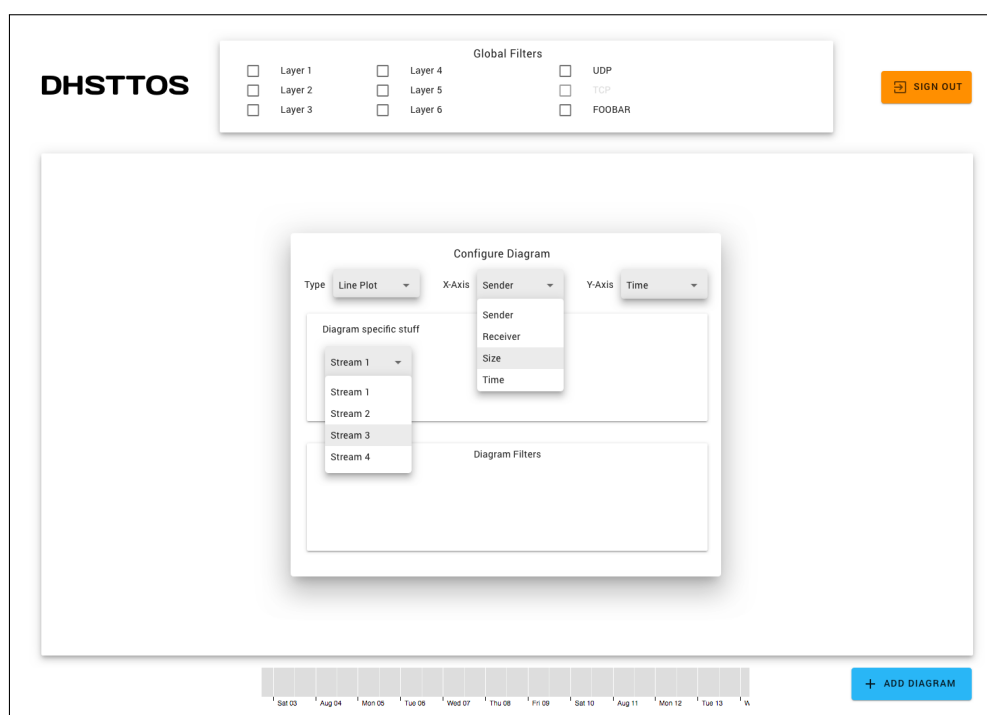 Global Filters
DHSTTOS
Layer 1 Layer 4 UDP
Layer 2 Layer 5 TCP
Layer 3 Layer 6 FOOBAR
SIGN OUT
Configure Diagram
Type Line Plot X-Axis Sender Y-Axis Time
Sender
Receiver
Size
Time
Diagram specific stuff
Stream 1
Stream 1
Stream 2
Stream 3
Stream 4
Diagram Filters
Sat 03 Aug 04 Mon 05 Tue 06 Wed 07 Thu 08 Fri 09 Sat 10 Aug 11 Mon 12 Tue 13
+ ADD DIAGRAM